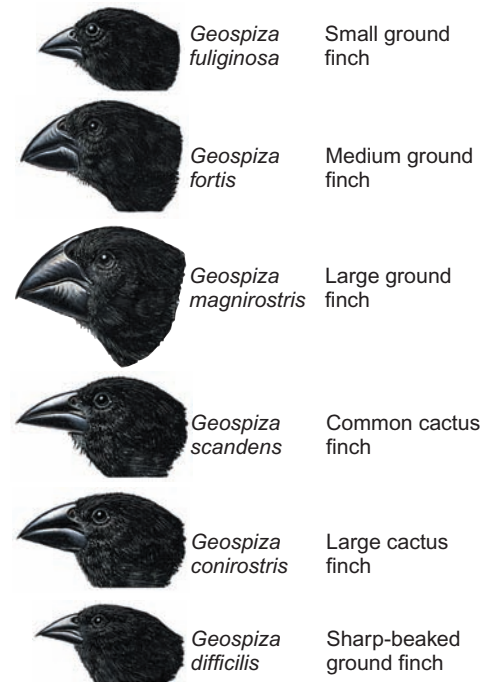 Geospiza fuliginosa Small ground finch
Geospiza fortis Medium ground finch
Geospiza magnirostris Large ground finch
Geospiza scandens Common cactus finch
Geospiza conirostris Large cactus finch
Geospiza difficilis Sharp-beaked ground finch